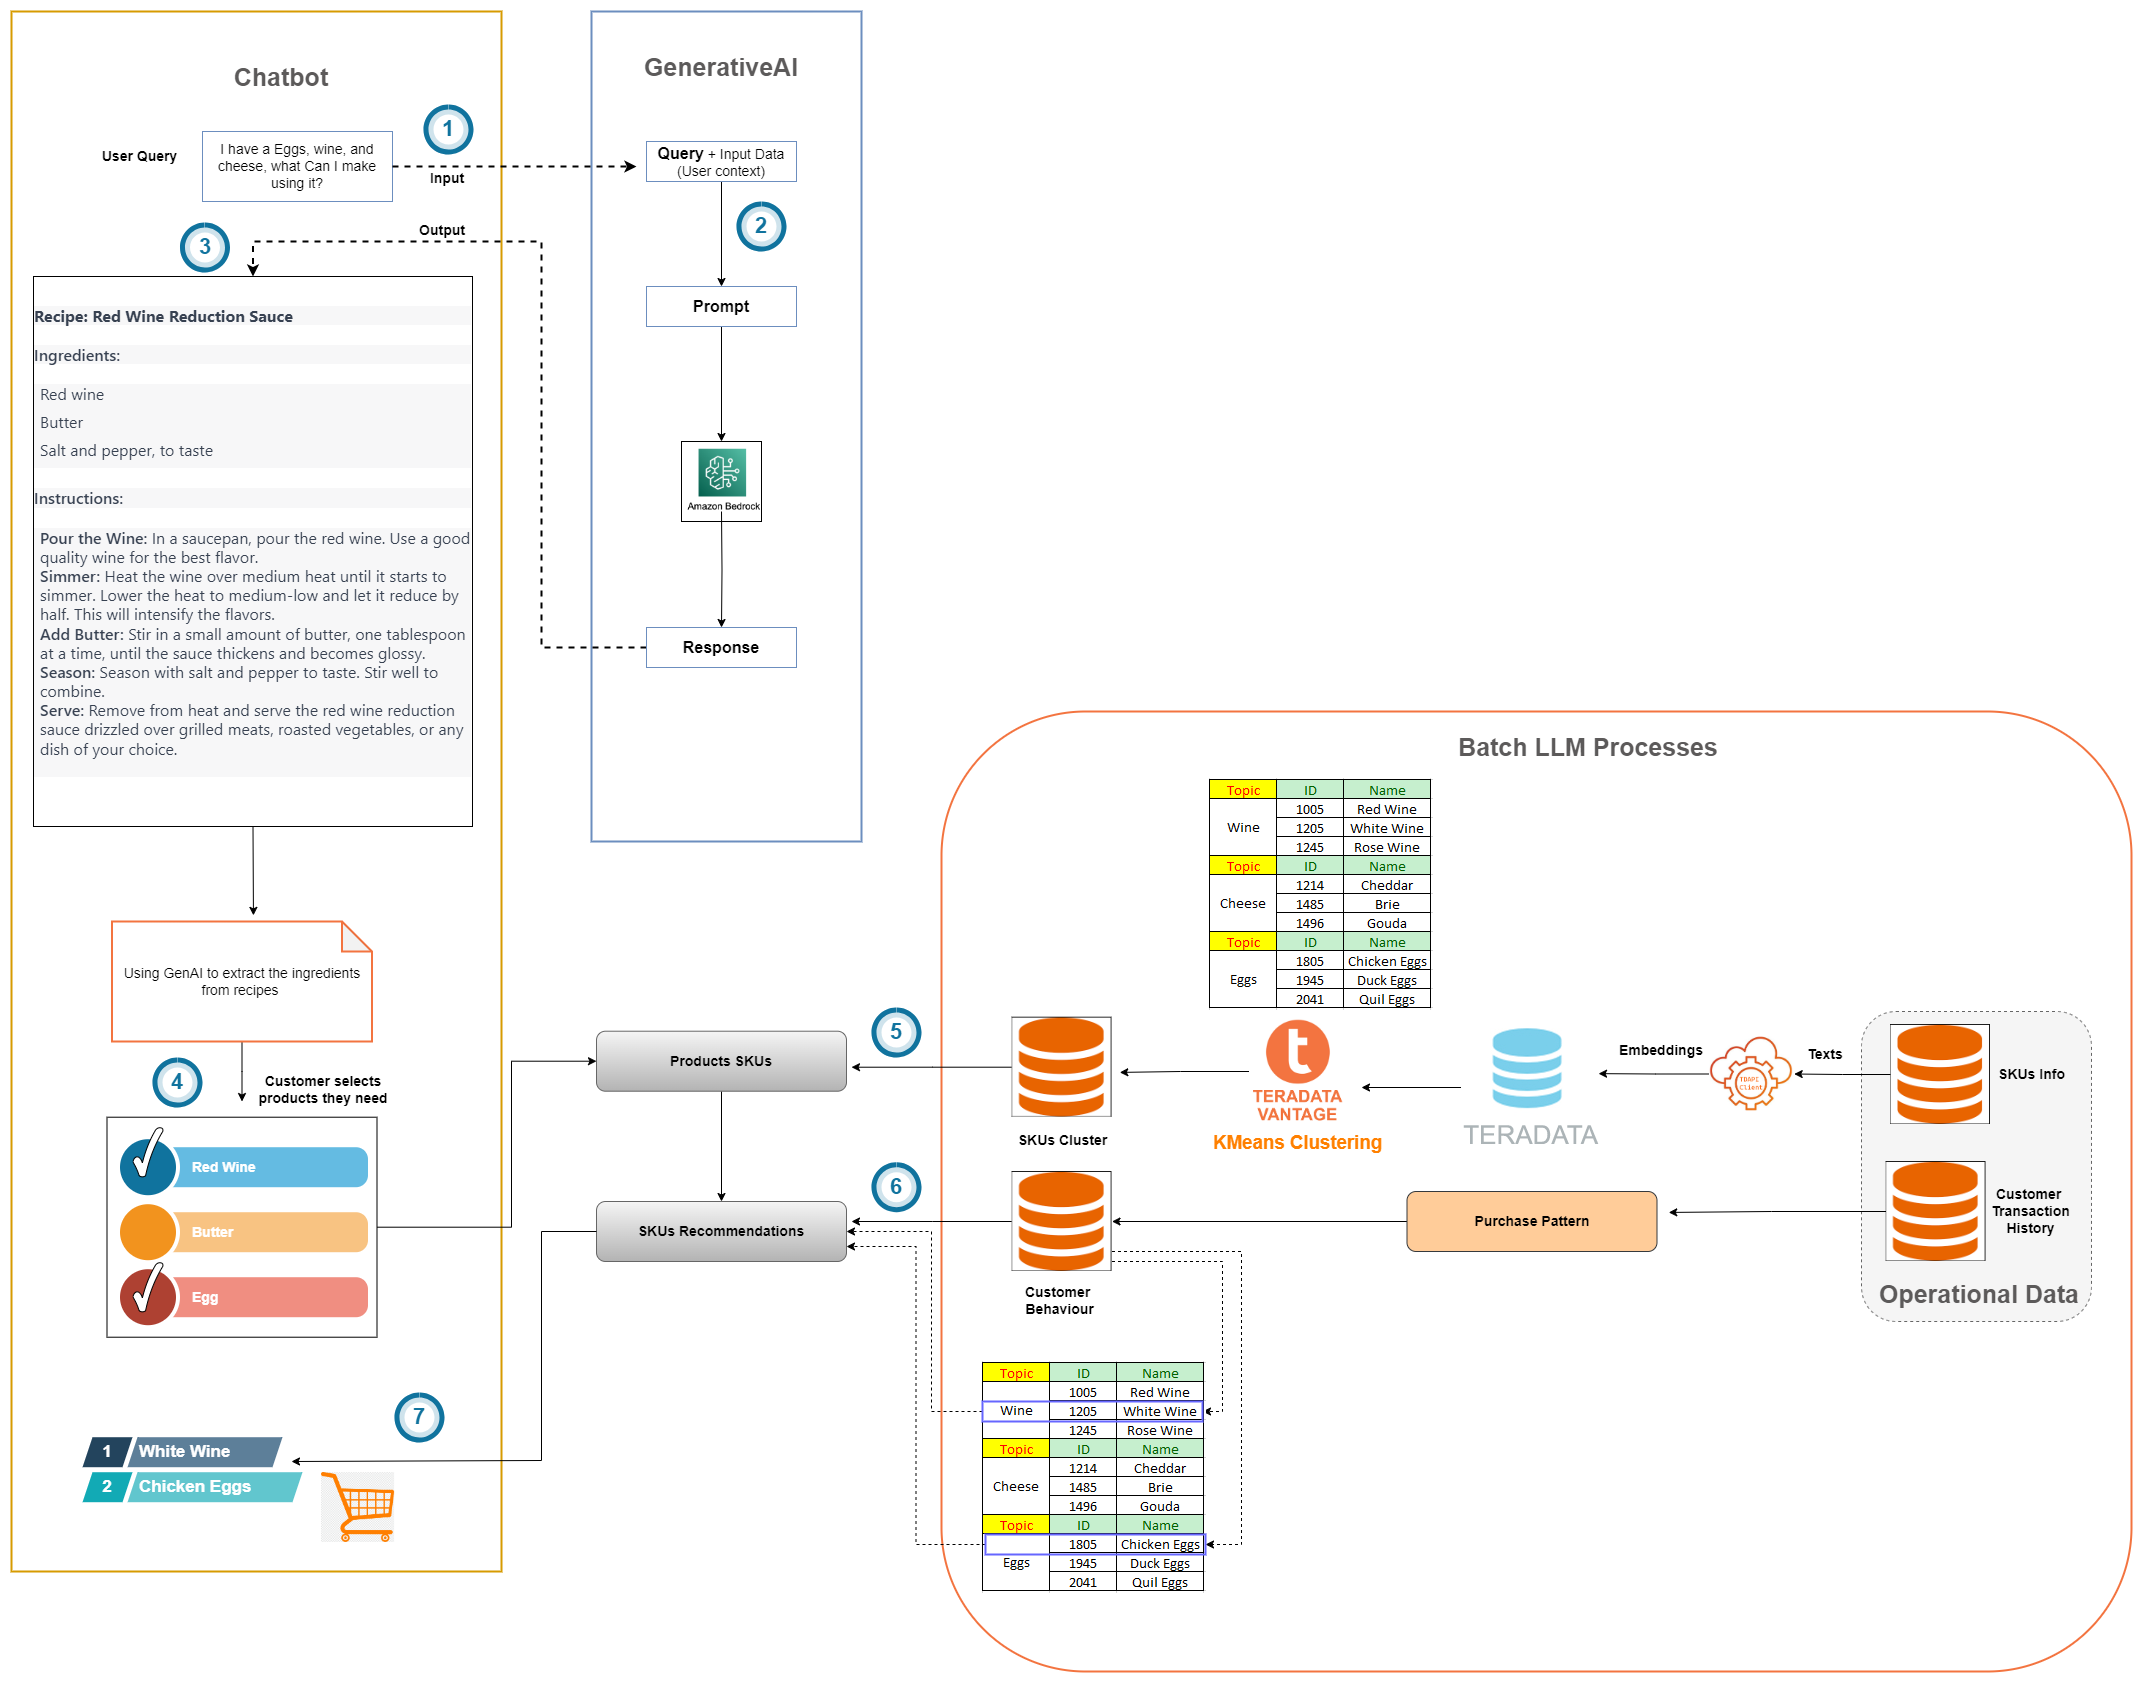 Chatbot
User Query
I have a Eggs, wine, and
cheese, what Can I make
using it?
1
Input
GenerativeAI
Query + Input Data
(User context)
2
Prompt
Amazon Bedrock
Response
Output
3
Recipe: Red Wine Reduction Sauce
Ingredients:
Red wine
Butter
Salt and pepper, to taste
Instructions:
Pour the Wine: In a saucepan, pour the red wine. Use a good
quality wine for the best flavor.
Simmer: Heat the wine over medium heat until it starts to
simmer. Lower the heat to medium-low and let it reduce by
half. This will intensify the flavors.
Add Butter: Stir in a small amount of butter, one tablespoon
at a time, until the sauce thickens and becomes glossy.
Season: Season with salt and pepper to taste. Stir well to
combine.
Serve: Remove from heat and serve the red wine reduction
sauce drizzled over grilled meats, roasted vegetables, or any
dish of your choice.
Using GenAI to extract the ingredients
from recipes
4
Customer selects
products they need
Red Wine
Butter
Egg
7
1 White Wine
2 Chicken Eggs
Products SKUs
5
SKUs Recommendations
6
Batch LLM Processes
Topic ID Name
Wine
1005 Red Wine
1205 White Wine
1245 Rose Wine
Topic ID Name
Cheese
1214 Cheddar
1485 Brie
1496 Gouda
Topic ID Name
Eggs
1805 Chicken Eggs
1945 Duck Eggs
2041 Quil Eggs
SKUs Cluster
t
TERADATA
VANTAGE
KMeans Clustering
TERADATA
Embeddings
TDAPI
Client
Texts
SKUs Info
Customer
Transaction
History
Operational Data
Purchase Pattern
Customer
Behaviour
Topic ID Name
1005 Red Wine
Wine 1205 White Wine
1245 Rose Wine
Topic ID Name
Cheese
1214 Cheddar
1485 Brie
1496 Gouda
Topic ID Name
1805 Chicken Eggs
Eggs 1945 Duck Eggs
2041 Quil Eggs